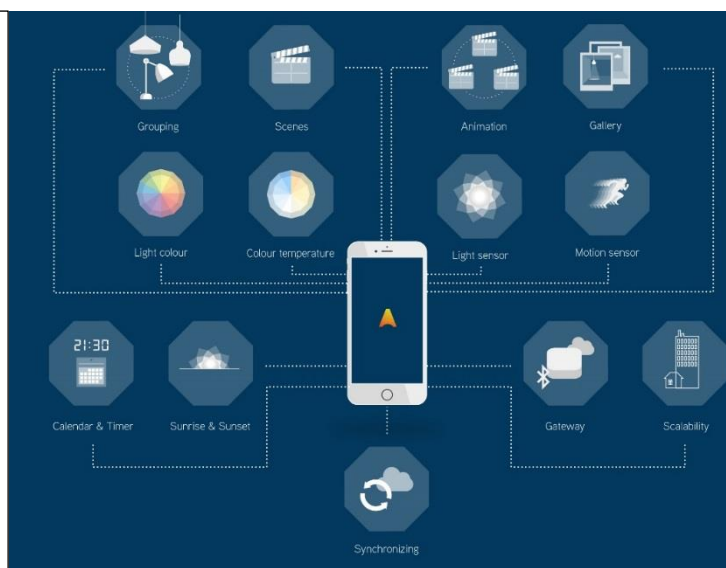 Grouping
Scenes
Animation
Gallery
Light colour
Colour temperature
Light sensor
Motion sensor
21:30
Calendar & Timer
Sunrise & Sunset
Gateway
Scalability
Synchronizing